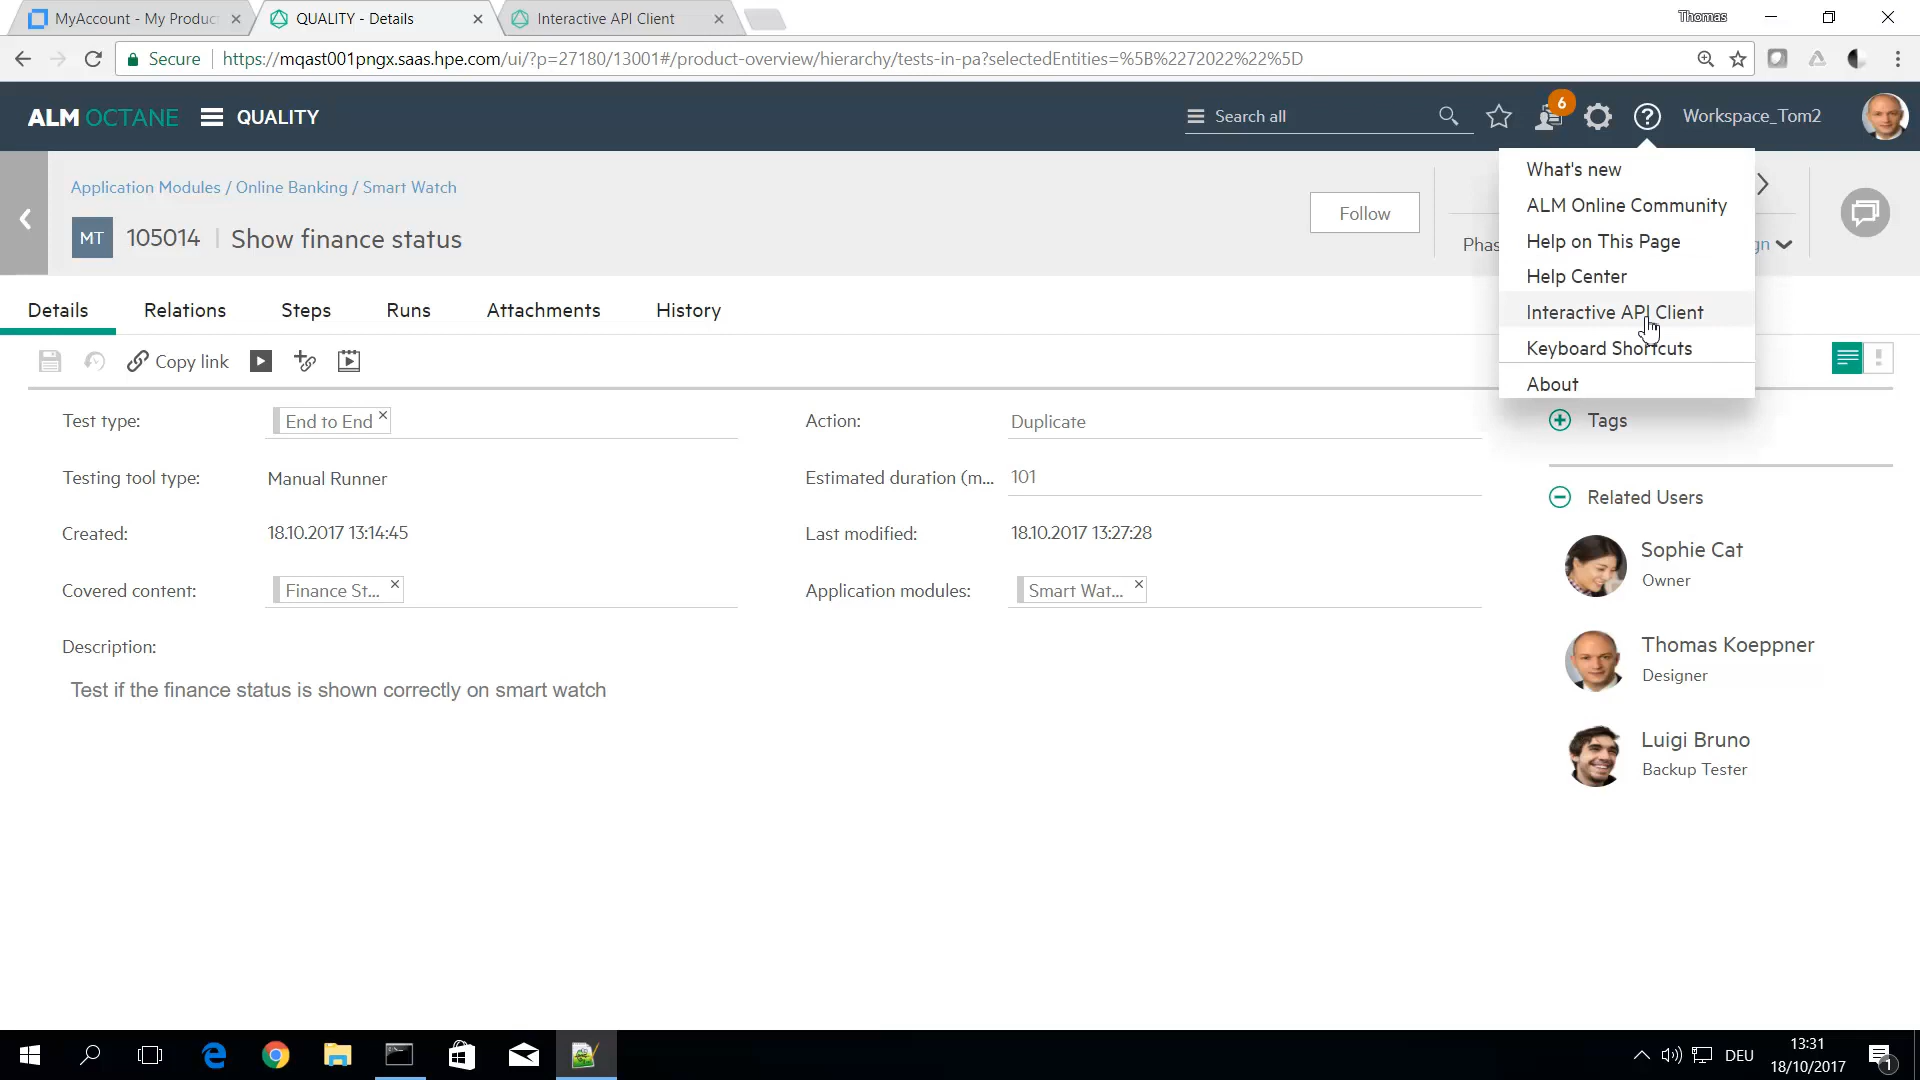 MyAccount - My Produc
QUALITY - Details
Interactive API Client
Thomas
Secure
https://mqast001pngx.saas.hpe.com/ui/?p=27180/13001#/product-overview/hierarchy/tests-in-pa?selectedEntities=%5B%2272022%22%5D
ALM OCTANE
QUALITY
Search all
6
?
Workspace_Tom2
Application Modules / Online Banking / Smart Watch
MT
105014
Show finance status
Follow
Phas
gn
What's new
ALM Online Community
Help on This Page
Help Center
Interactive API Client
Keyboard Shortcuts
About
Details
Relations
Steps
Runs
Attachments
History
Copy link
Test type:
End to End
Action:
Duplicate
Testing tool type:
Manual Runner
Estimated duration (m...
101
Created:
18.10.2017 13:14:45
Last modified:
18.10.2017 13:27:28
Covered content:
Finance St...
Application modules:
Smart Wat...
Description:
Test if the finance status is shown correctly on smart watch
Tags
Related Users
Sophie Cat
Owner
Thomas Koeppner
Designer
Luigi Bruno
Backup Tester
DEU
13:31
18/10/2017
1